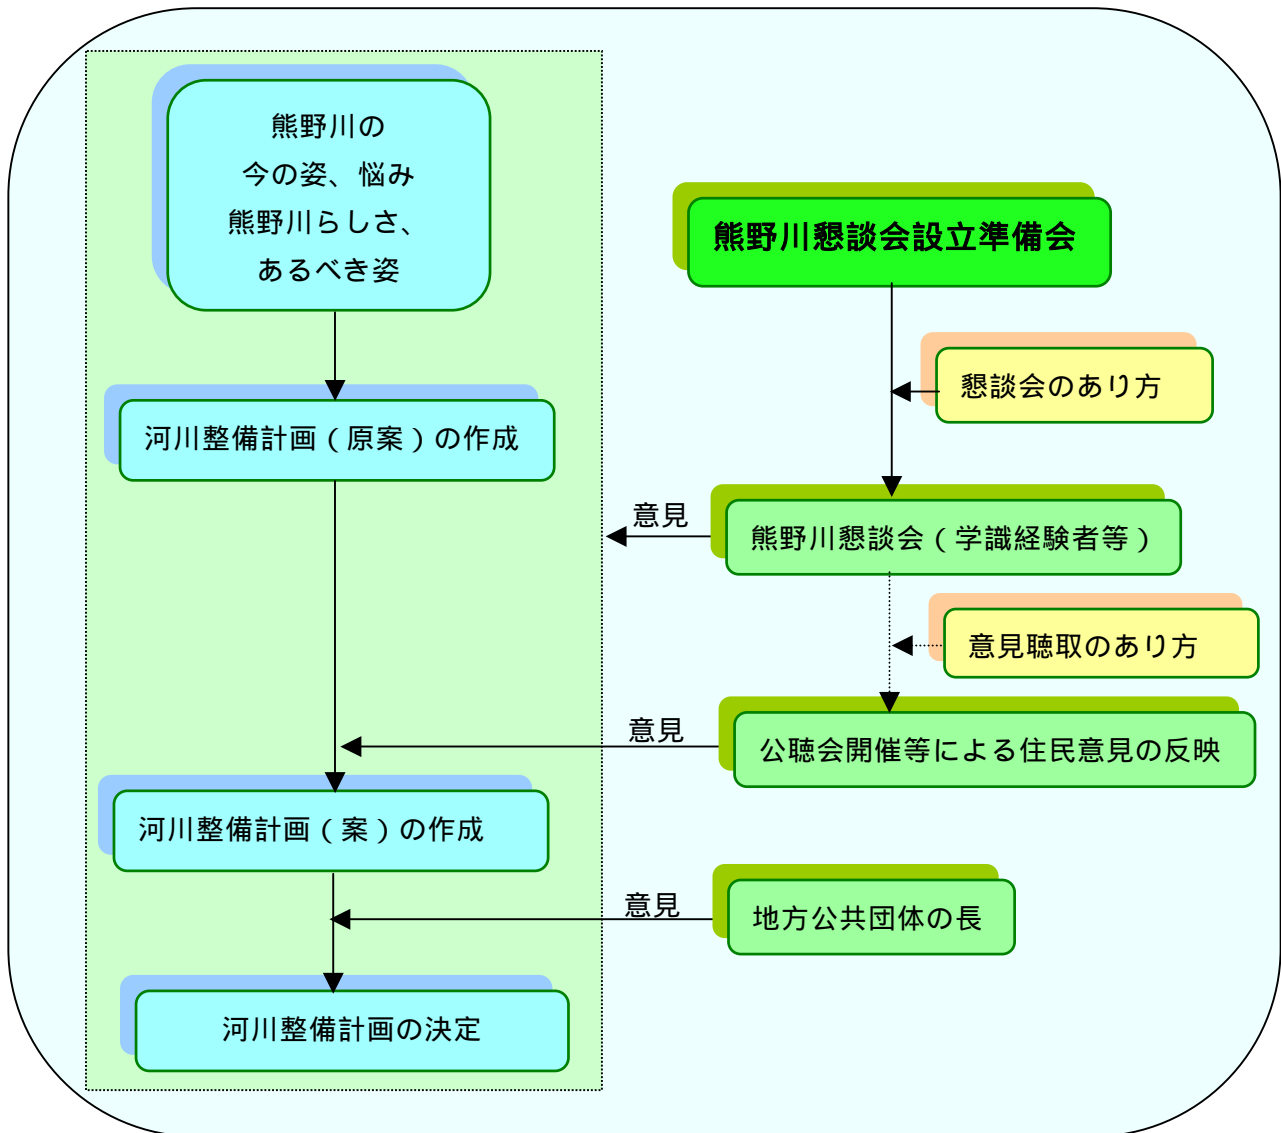 熊野川の
今の姿、悩み
熊野川らしさ、
あるべき姿
熊野川懇談会設立準備会
懇談会のあり方
河川整備計画（原案）の作成
意見
熊野川懇談会（学識経験者等）
意見聴取のあり方
意見
公聴会開催等による住民意見の反映
河川整備計画（案）の作成
意見
地方公共団体の長
河川整備計画の決定